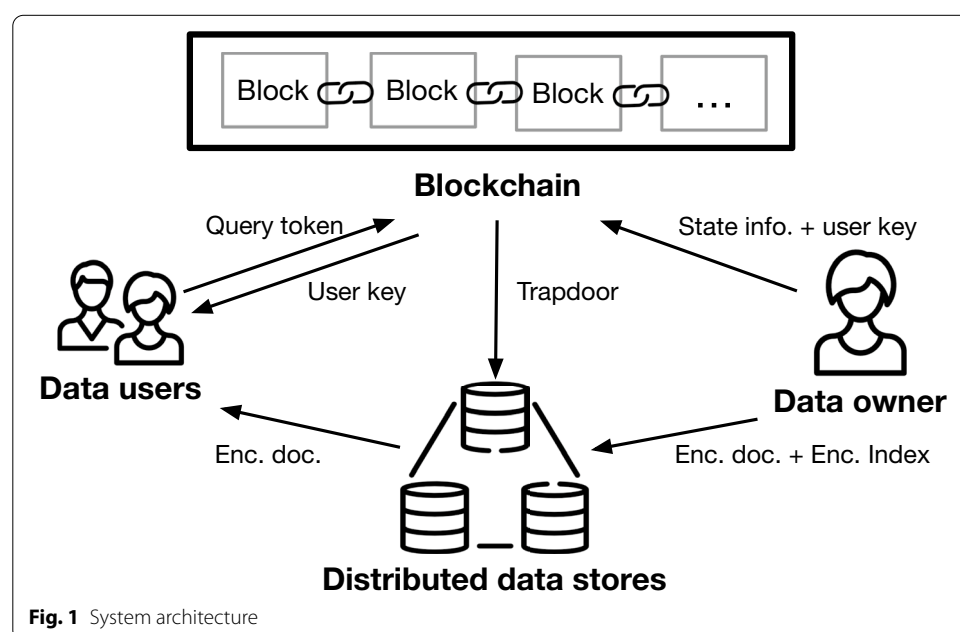 Block Block Block ...
Blockchain
Query token
State info. + user key
User key
Trapdoor
Data users
Data owner
Enc. doc.
Enc. doc. + Enc. Index
Distributed data stores
Fig. 1 System architecture